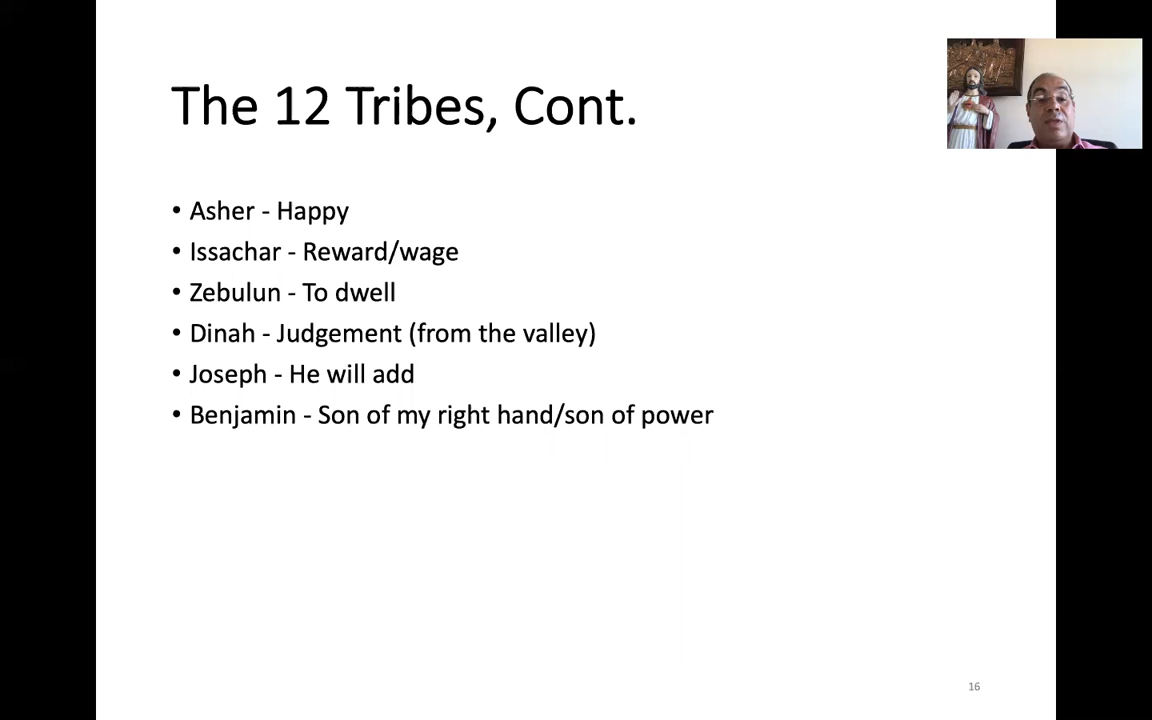 The 12 Tribes, Cont.
• Asher - Happy
• Issachar - Reward/wage
• Zebulun - To dwell
• Dinah - Judgement (from the valley)
• Joseph - He will add
• Benjamin - Son of my right hand/son of power
16